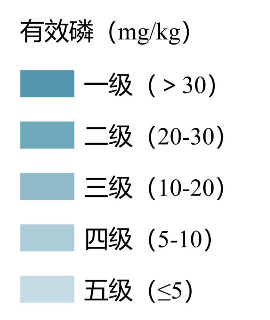 有效磷（mg/kg）
一级（＞30）
二级（20-30）
三级（10-20）
四级（5-10）
五级（≤5）